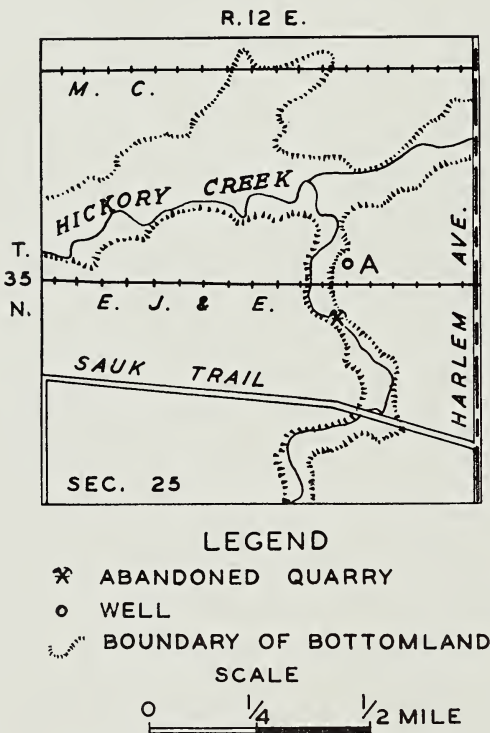 R. 12 E.
M. C.
HICKORY CREEK
T.
35
N.
A
E. J. & E.
HARLEM AVE.
SAUK TRAIL
SEC. 25
LEGEND
ABANDONED QUARRY
WELL
BOUNDARY OF BOTTOMLAND
SCALE
0 1/4 1/2 MILE